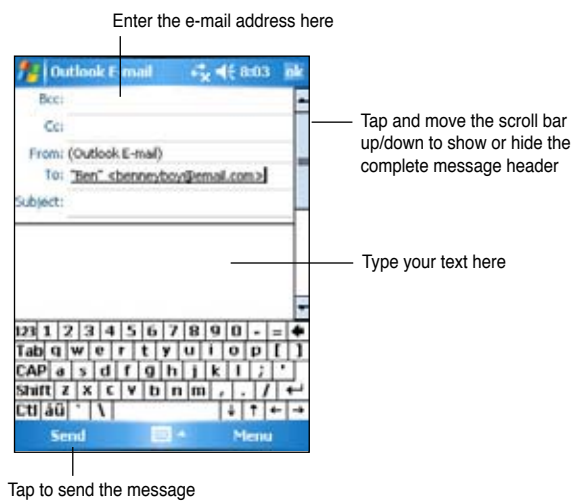 Enter the e-mail address here
Outlook E-mail 8:03 ok
Bcc:
Cc:
Tap and move the scroll bar
up/down to show or hide the
complete message header
From: (Outlook E-mail)
To: "Ben" <benneyboy@email.com>
Subject:
Type your text here
123 1 2 3 4 5 6 7 8 9 0 - =
Tab q w e r t y u i o p [ ]
CAP a s d f g h j k l ; '
Shift z x c v b n m , . /
Ctl áü ` \
Send Menu
Tap to send the message